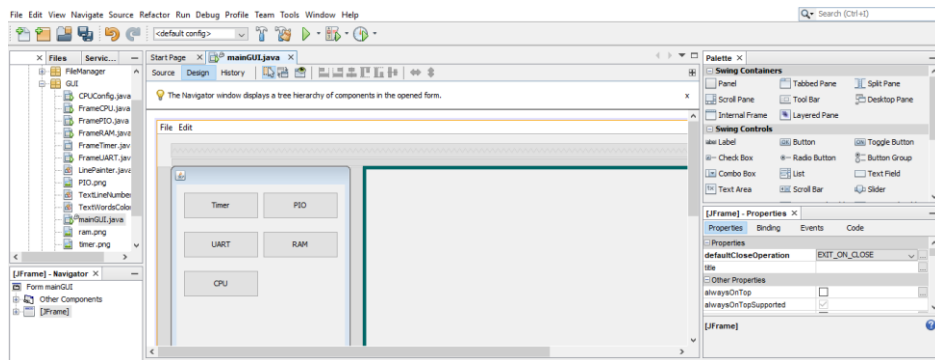 File Edit View Navigate Source Refactor Run Debug Profile Team Tools Window Help
Search (Ctrl+I)
<default config>
Files Servic...
FileManager
GUI
CPUConfig.java
FrameCPU.java
FramePIO.java
FrameRAM.java
FrameTimer.java
FrameUART.jav
LinePainter.java
PIO.png
TextLineNumber
TextWordsColo
mainGUI.java
ram.png
timer.png
[JFrame] - Navigator
Form mainGUI
Other Components
[JFrame]
Start Page mainGUI.java
Source Design History
The Navigator window displays a tree hierarchy of components in the opened form. x
File Edit
Timer PIO
UART RAM
CPU
Palette
Swing Containers
Panel Tabbed Pane Split Pane
Scroll Pane Tool Bar Desktop Pane
Internal Frame Layered Pane
Swing Controls
label Label OK Button ON Toggle Button
Check Box Radio Button Button Group
Combo Box List Text Field
Text Area Scroll Bar Slider
[JFrame] - Properties
Properties Binding Events Code
Properties
defaultCloseOperation EXIT_ON_CLOSE ...
title
Other Properties
alwaysOnTop
alwaysOnTopSupported
[JFrame] ?